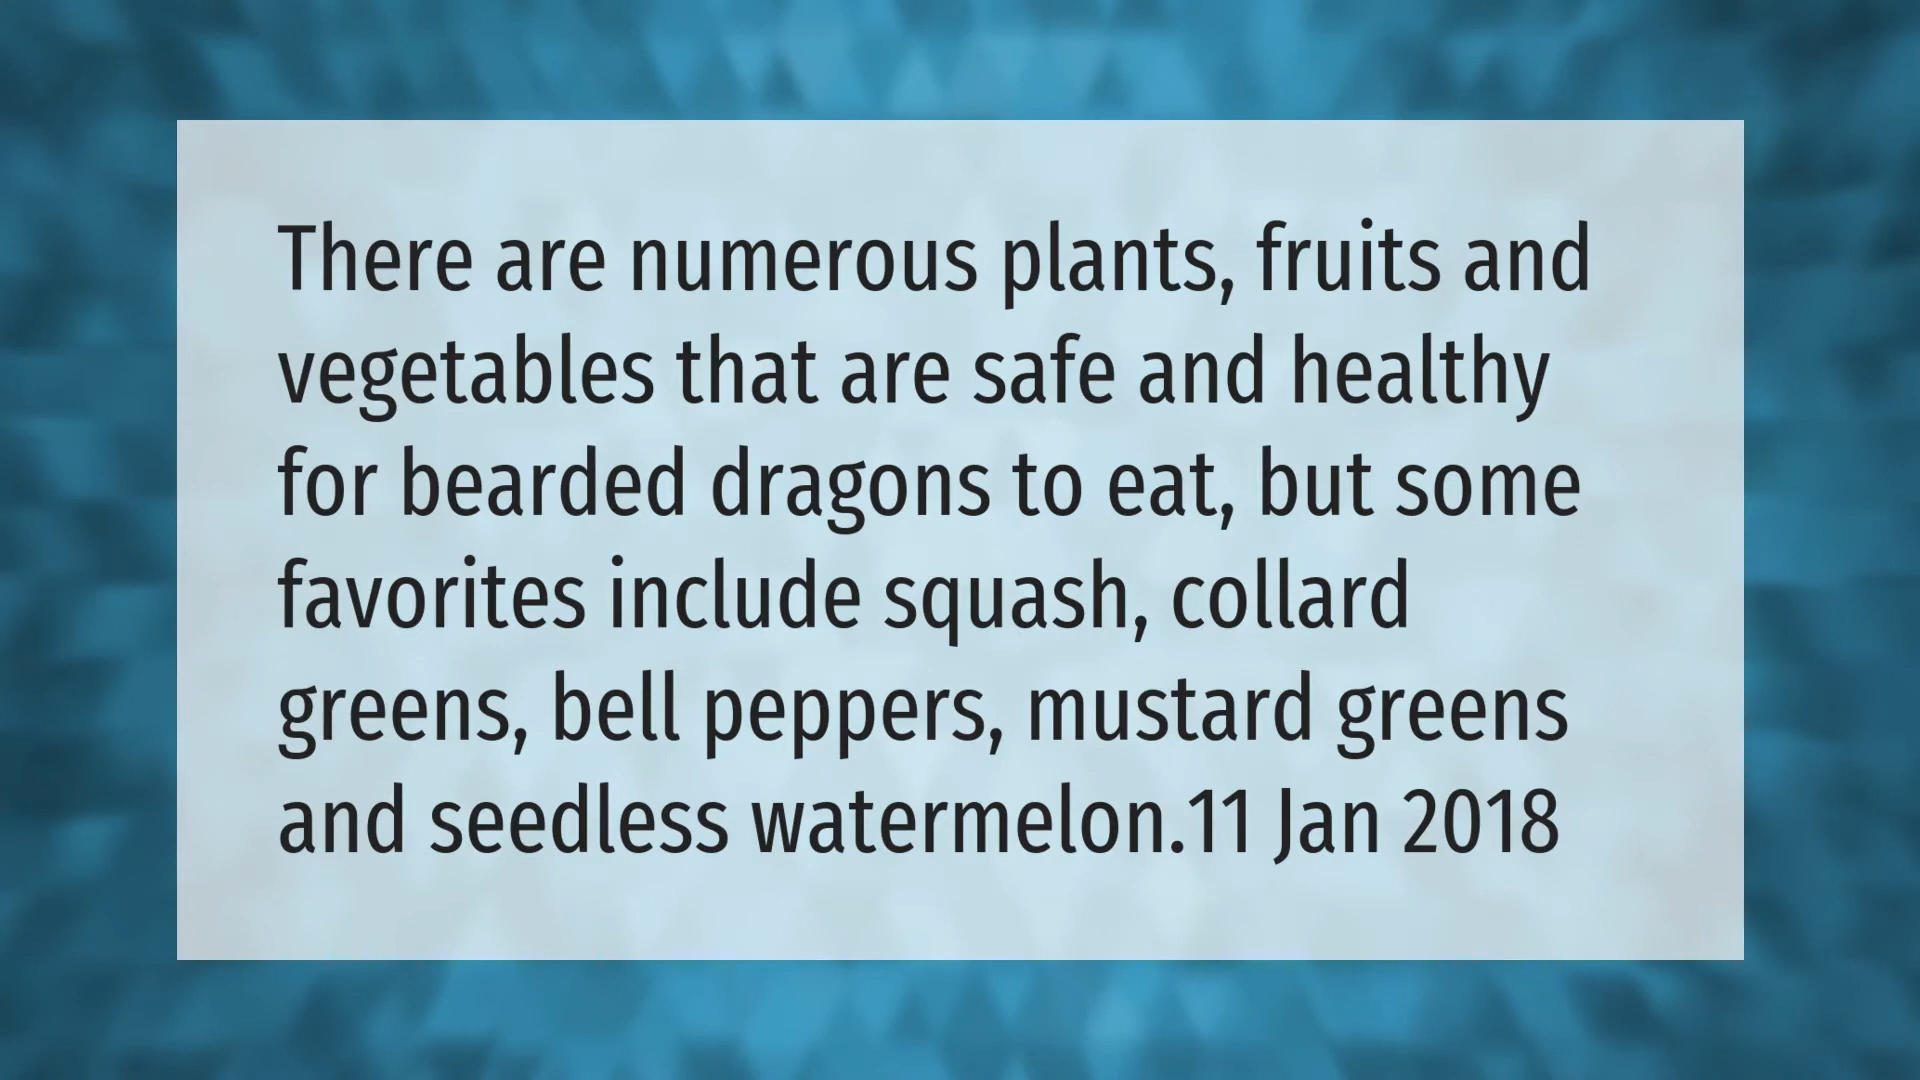 There are numerous plants, fruits and
vegetables that are safe and healthy
for bearded dragons to eat, but some
favorites include squash, collard
greens, bell peppers, mustard greens
and seedless watermelon.11 Jan 2018